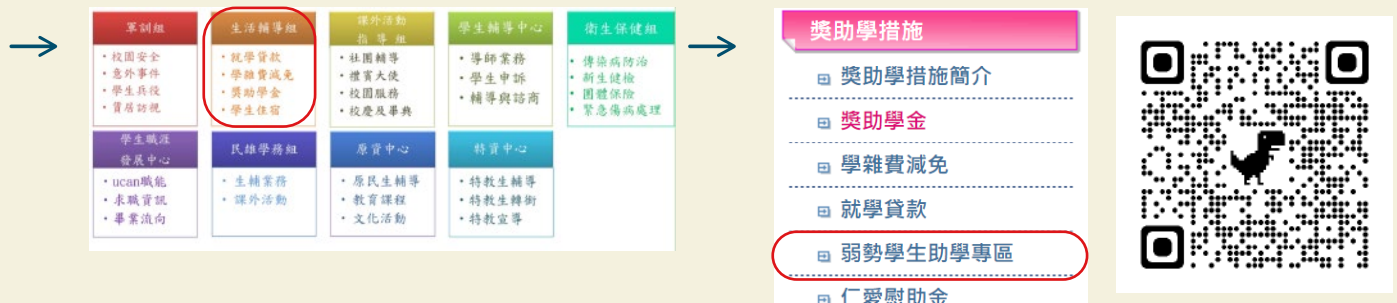 軍訓組
・校園安全
・意外事件
・學生兵役
・賃居訪視
生活輔導組
・就學貸款
・學雜費減免
・獎助學金
・學生住宿
課外活動
指導組
・社團輔導
・禮賓大使
・校園服務
・校慶及畢典
學生輔導中心
・導師業務
・學生申訴
・輔導與諮商
衛生保健組
・傳染病防治
・新生健檢
・團體保險
・緊急傷病處理
學生職涯
發展中心
・ucan職能
・求職資訊
・畢業流向
民雄學務組
・生輔業務
・課外活動
原資中心
・原民生輔導
・教育課程
・文化活動
特資中心
・特教生輔導
・特教生轉銜
・特教宣導
獎助學措施
獎助學措施簡介
獎助學金
學雜費減免
就學貸款
弱勢學生助學專區
仁愛慰助金